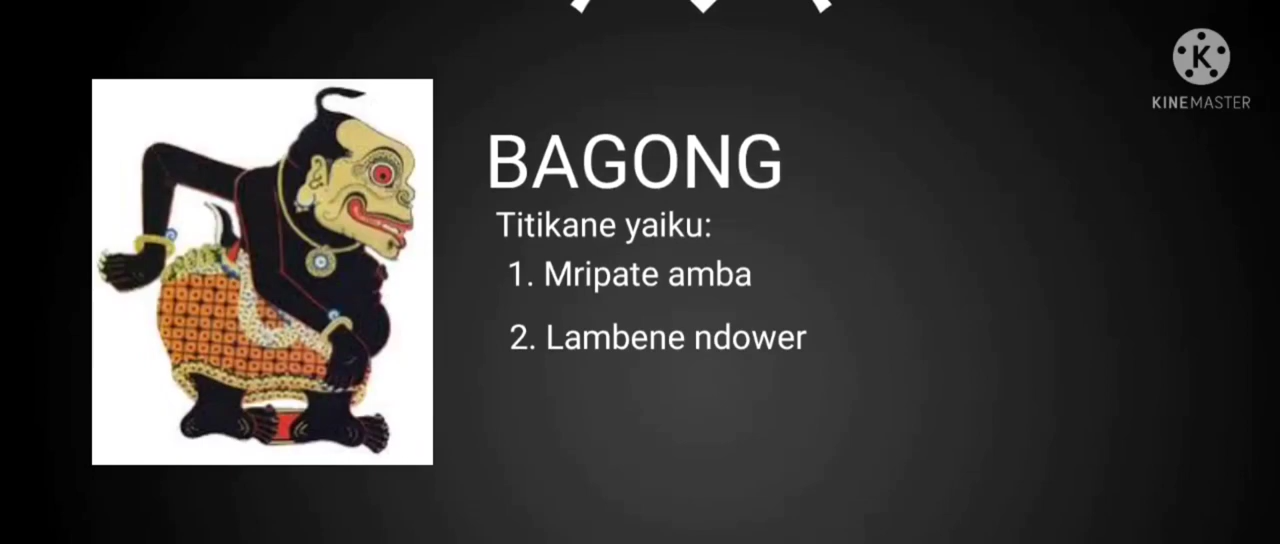 K
KINEMASTER
BAGONG
Titikane yaiku:
1. Mripate amba
2. Lambene ndower